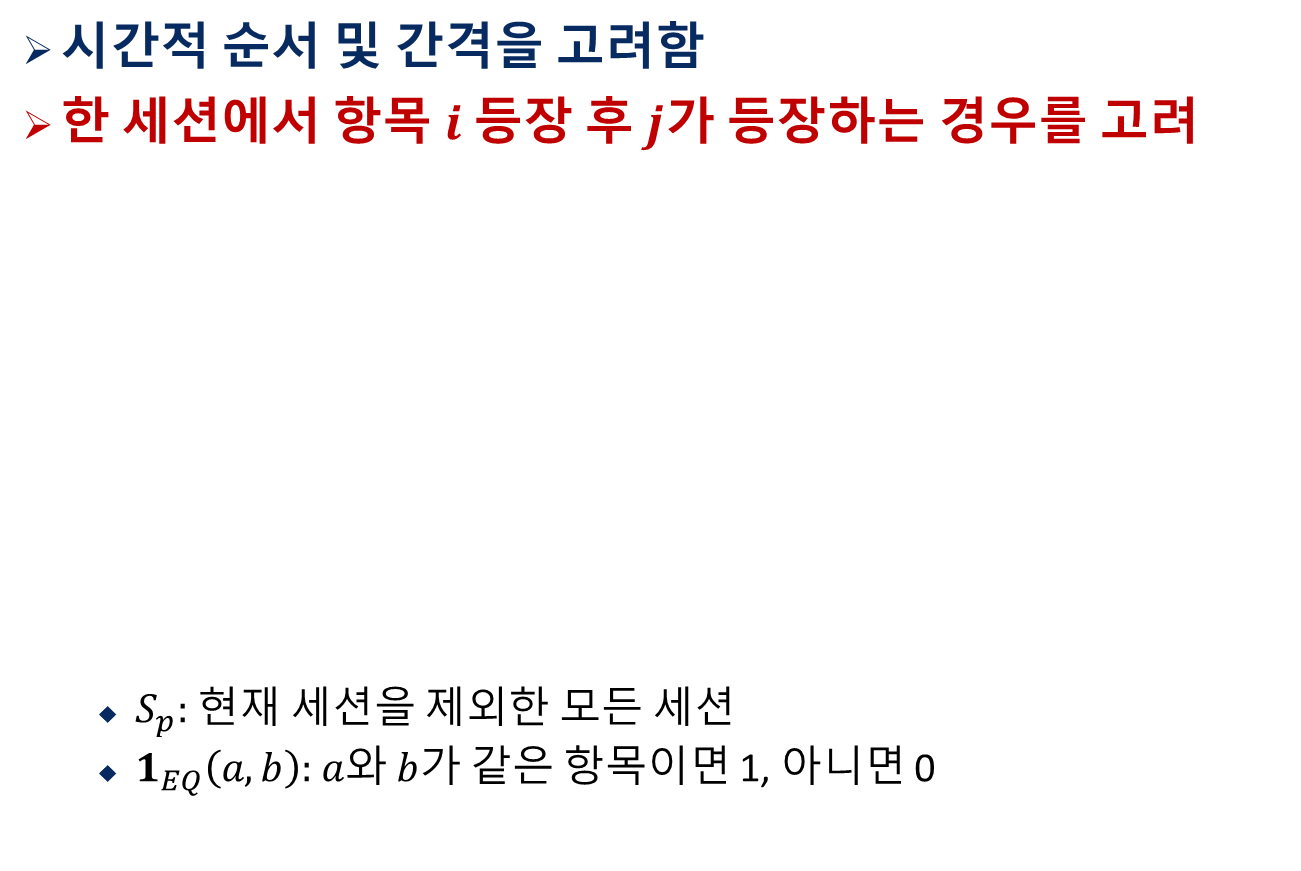 ➢ 시간적 순서 및 간격을 고려함
➢ 한 세션에서 항목 i 등장 후 j가 등장하는 경우를 고려
◆ S_p: 현재 세션을 제외한 모든 세션
◆ 𝟏_EQ(a, b): a와 b가 같은 항목이면 1, 아니면 0